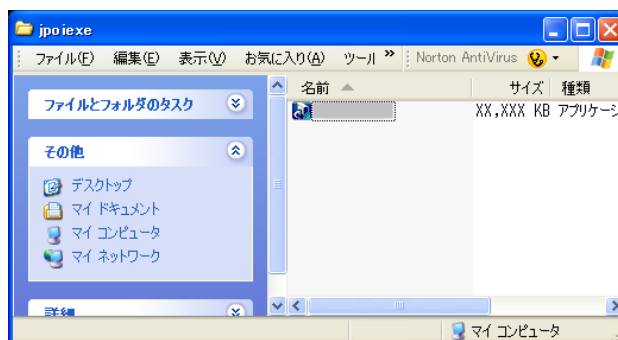 jpoiexe
ファイル(F) 編集(E) 表示(V) お気に入り(A) ツール » Norton AntiVirus
名前 サイズ 種類
XX,XXX KB アプリケーシ
ファイルとフォルダのタスク
その他
デスクトップ
マイ ドキュメント
マイ コンピュータ
マイ ネットワーク
詳細
マイ コンピュータ